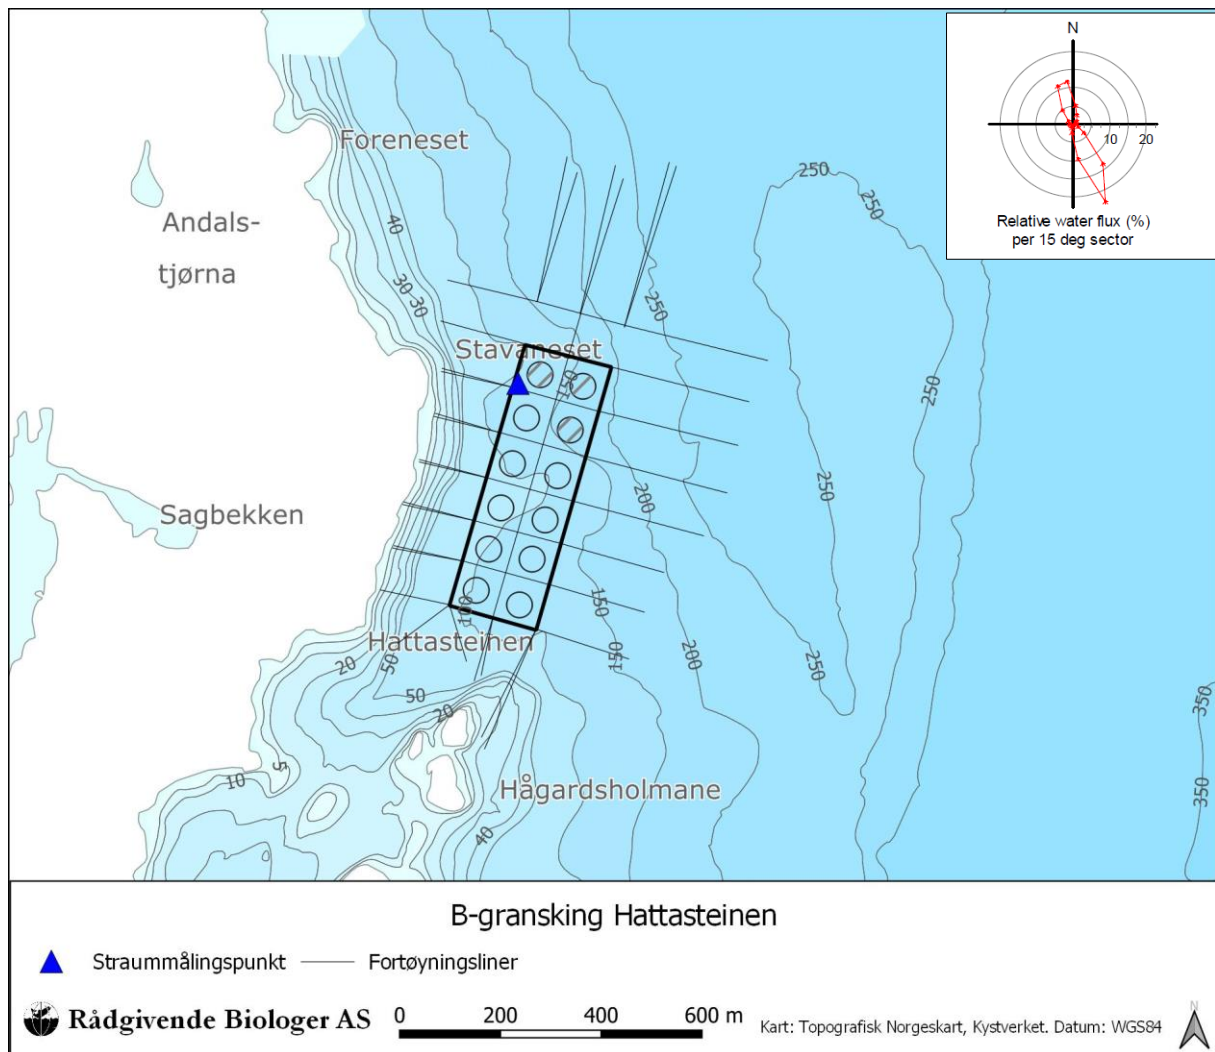 N
10 20
Relative water flux (%)
per 15 deg sector
Foreneset
250
250
Andals-
40
tjørna
30
30
250
250
Stavaneset
150
250
250
200
Sagbekken
150
100
Hattasteinen
150
200
20
50
250
50
20
350
5
10
Hågardsholmane
350
40
B-gransking Hattasteinen
Straummålingspunkt Fortøyningsliner
Rådgivende Biologer AS
0 200 400 600 m
Kart: Topografisk Norgeskart, Kystverket. Datum: WGS84
N